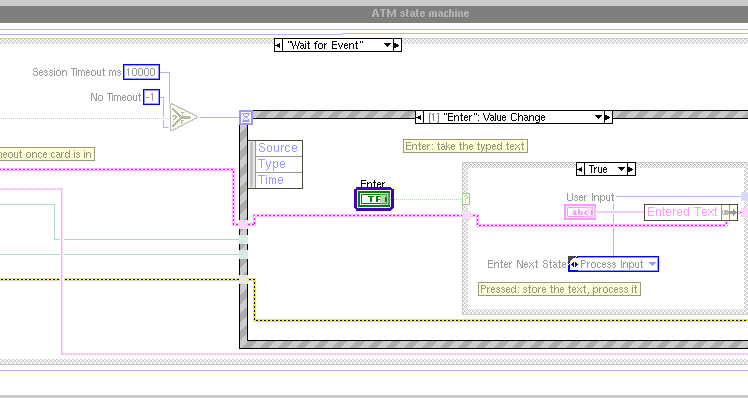 ATM state machine
"Wait for Event"
Session Timeout ms 10000
No Timeout -1
?
T
F
[1] "Enter": Value Change
meout once card is in
Source
Type
Time
Enter: take the typed text
True
Enter
TF
?
User Input
abc
Entered Text
Enter Next State Process Input
Pressed: store the text, process it